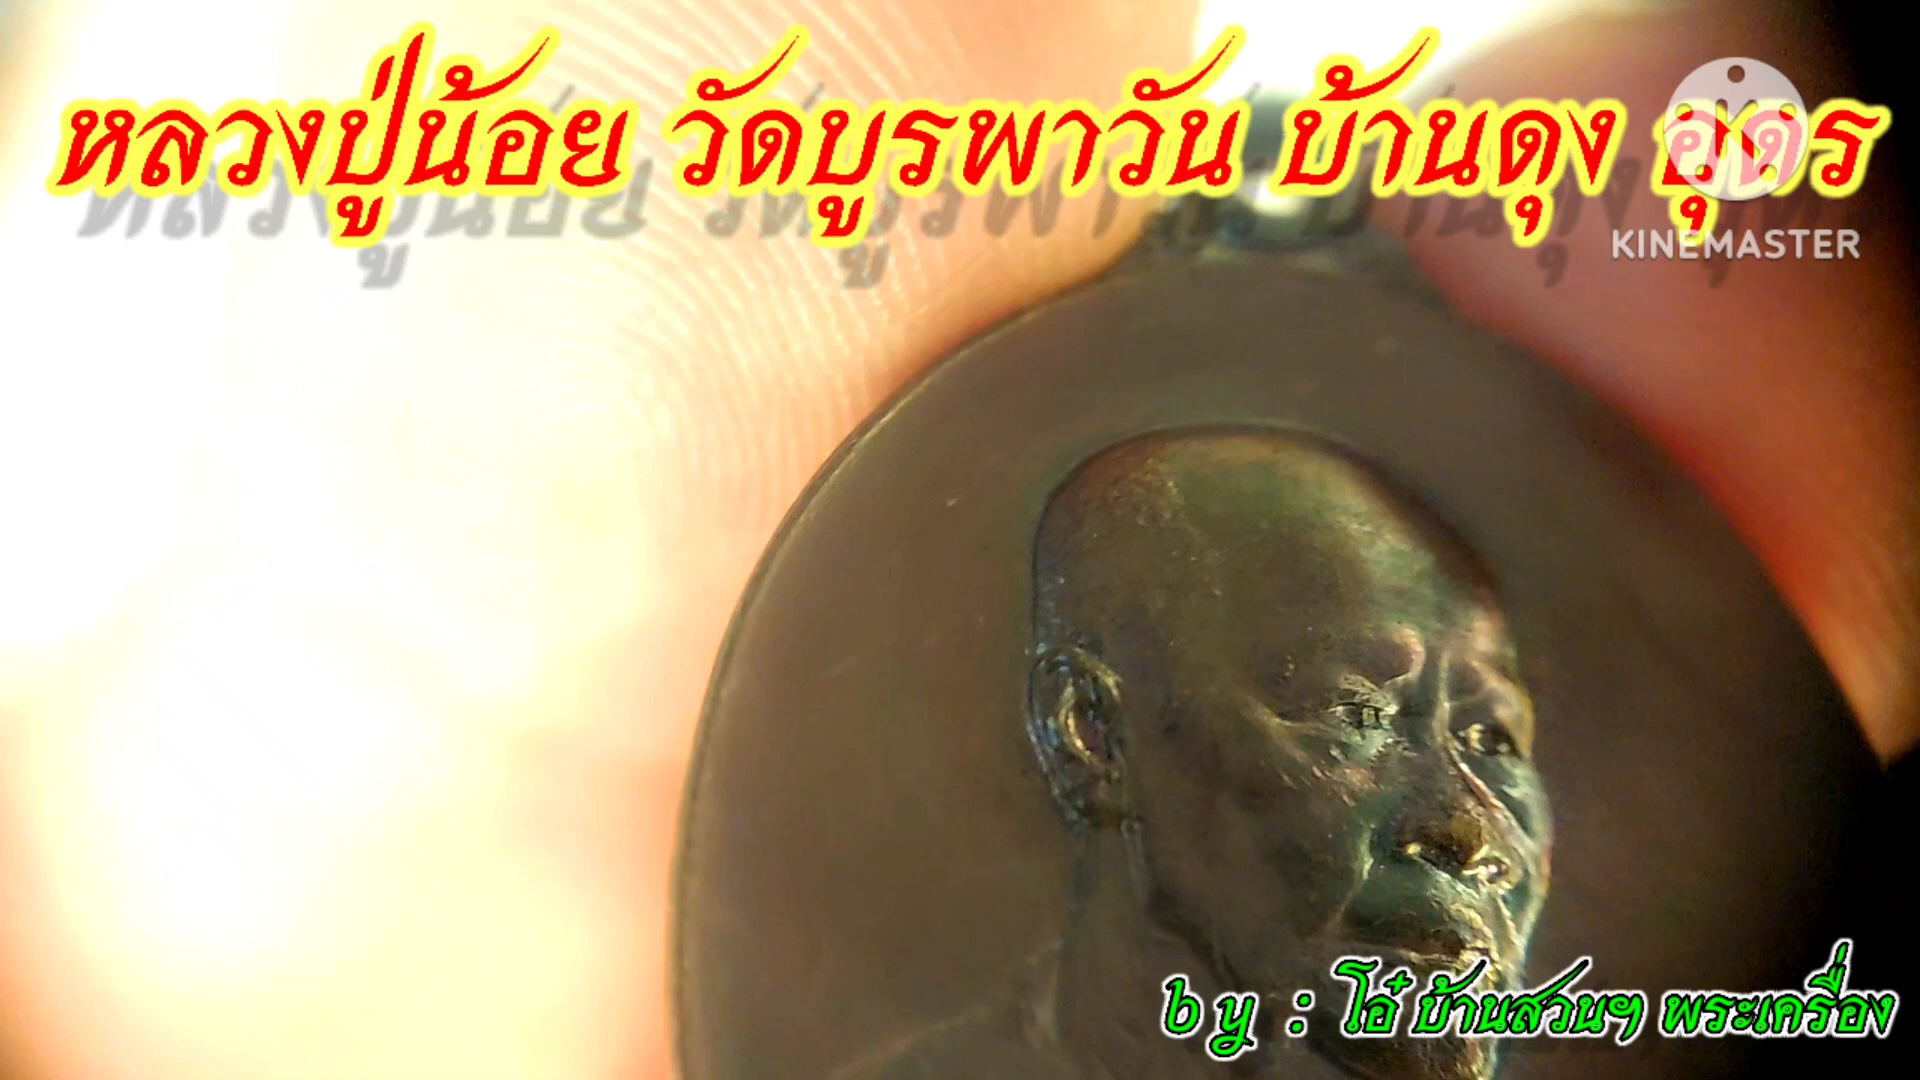 หลวงปู่น้อย วัดบูรพาวัน บ้านดุง อุดร
KINEMASTER
by : โอ๋ บ้านสวนฯ พระเครื่อง